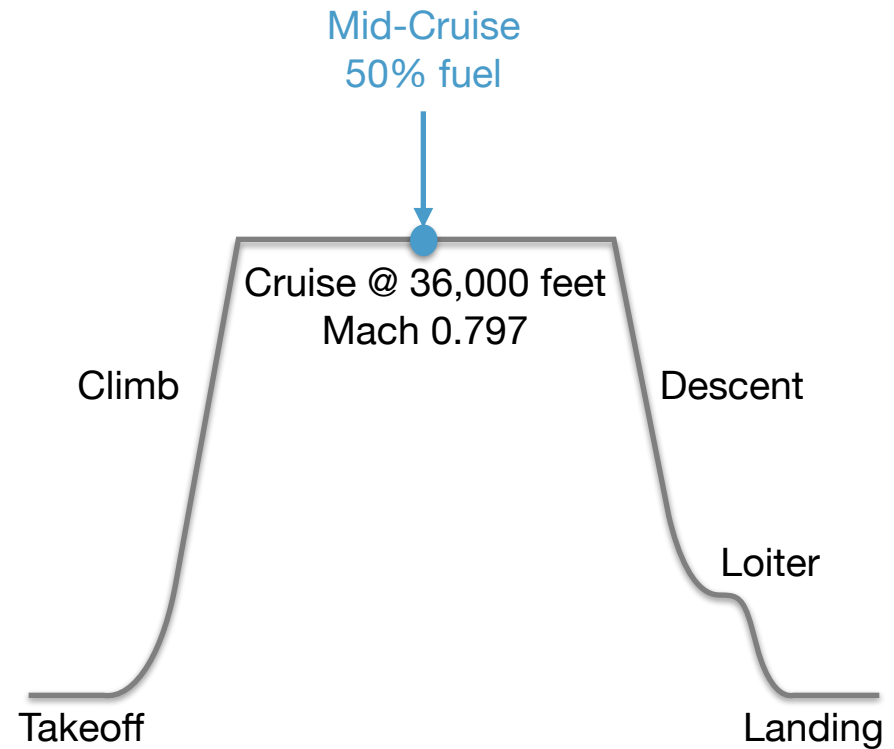 Mid-Cruise
50% fuel
Cruise @ 36,000 feet
Mach 0.797
Climb
Descent
Loiter
Takeoff
Landing